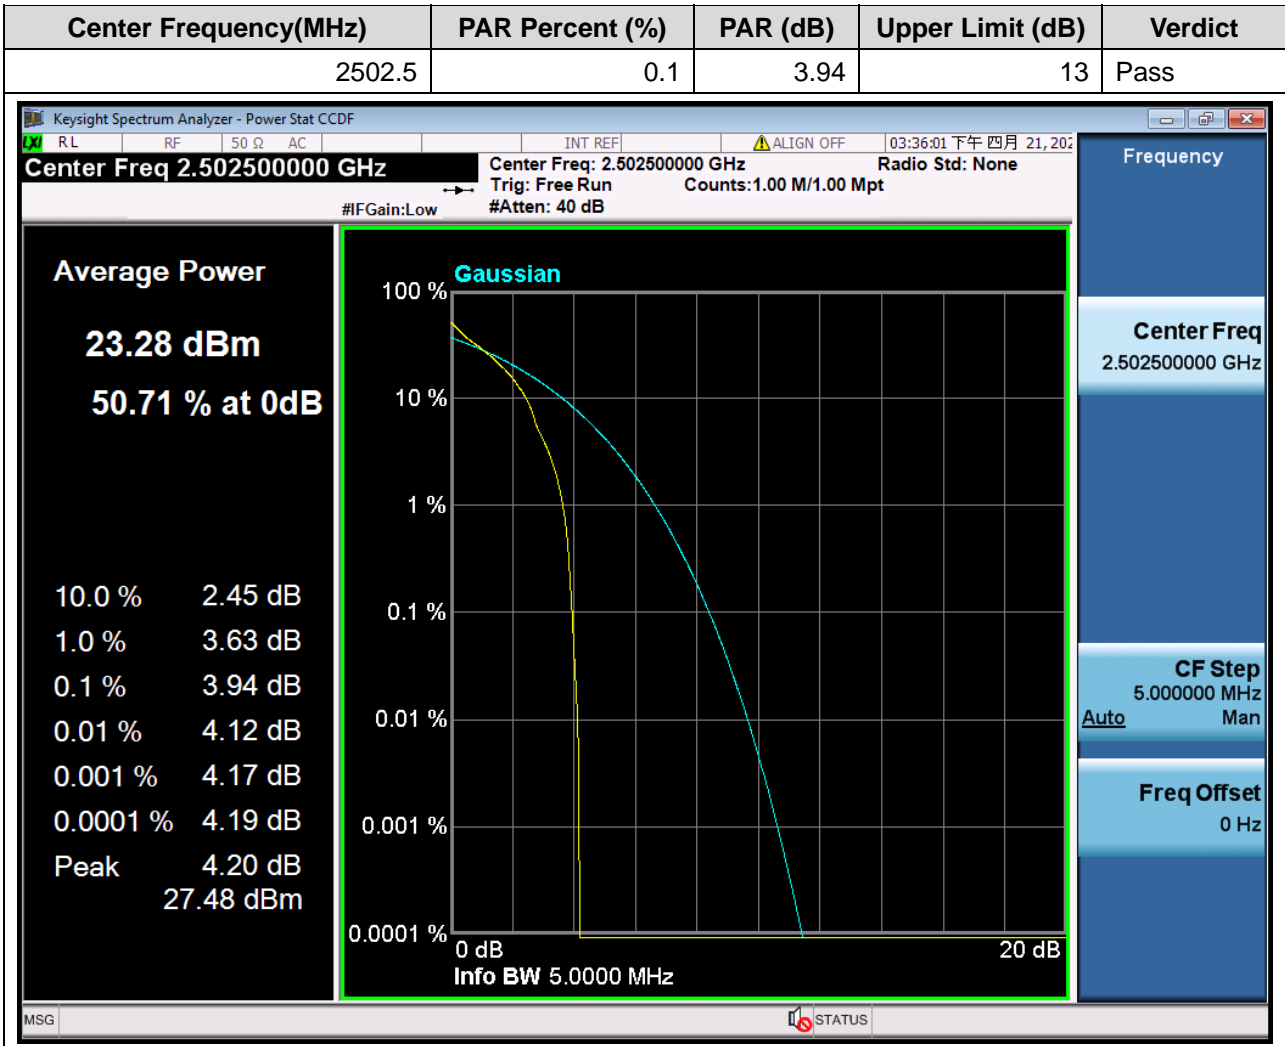 Center Frequency(MHz) PAR Percent (%) PAR (dB) Upper Limit (dB) Verdict
2502.5 0.1 3.94 13 Pass
Keysight Spectrum Analyzer - Power Stat CCDF
LXI RL RF 50 Ω AC INT REF ALIGN OFF 03:36:01 下午 四月 21, 202
Center Freq 2.502500000 GHz
Center Freq: 2.502500000 GHz Radio Std: None
Trig: Free Run Counts:1.00 M/1.00 Mpt
#IFGain:Low #Atten: 40 dB
Frequency
Average Power
23.28 dBm
50.71 % at 0dB
10.0 % 2.45 dB
1.0 % 3.63 dB
0.1 % 3.94 dB
0.01 % 4.12 dB
0.001 % 4.17 dB
0.0001 % 4.19 dB
Peak 4.20 dB
27.48 dBm
Gaussian
100 %
10 %
1 %
0.1 %
0.01 %
0.001 %
0.0001 %
0 dB 20 dB
Info BW 5.0000 MHz
Center Freq
2.502500000 GHz
CF Step
5.000000 MHz
Auto Man
Freq Offset
0 Hz
MSG STATUS